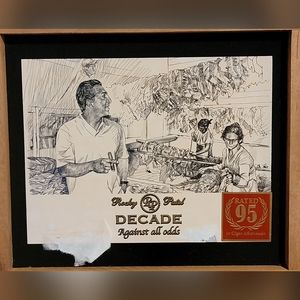 Rocky Patel
DECADE
Against all odds
RATED
95